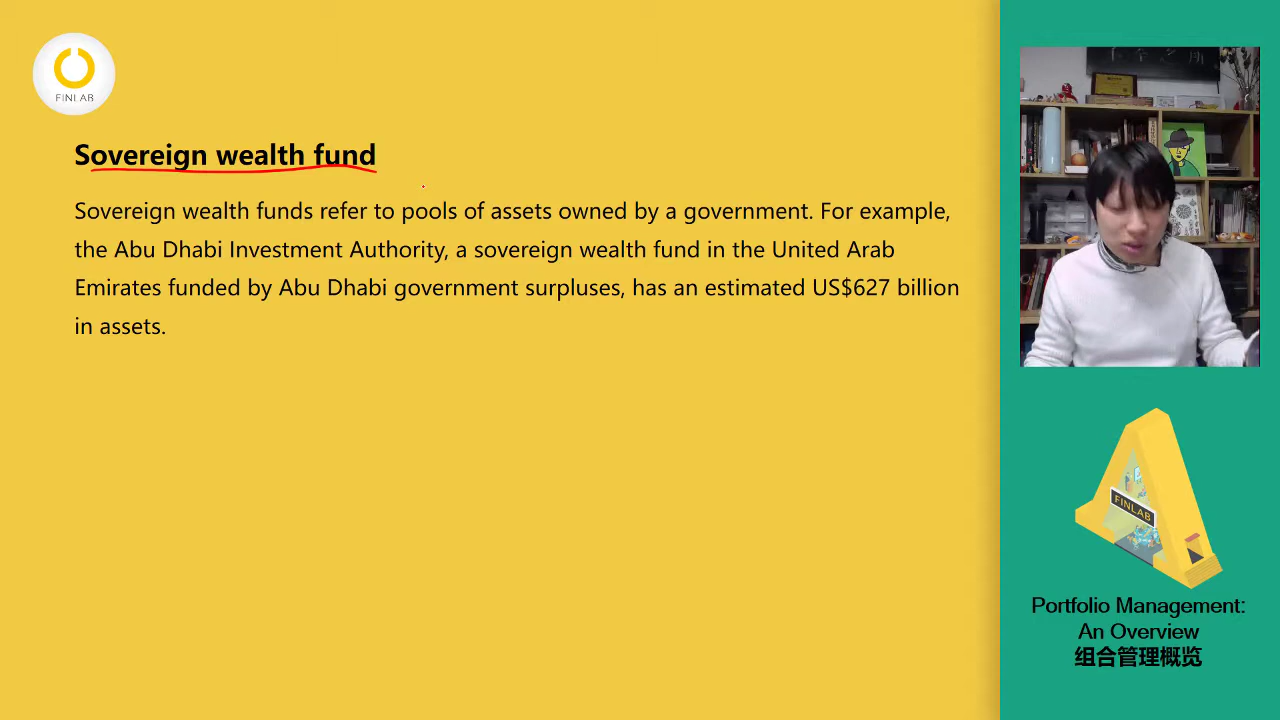 FINLAB
Sovereign wealth fund
Sovereign wealth funds refer to pools of assets owned by a government. For example,
the Abu Dhabi Investment Authority, a sovereign wealth fund in the United Arab
Emirates funded by Abu Dhabi government surpluses, has an estimated US$627 billion
in assets.
FINLAB
Portfolio Management:
An Overview
组合管理概览